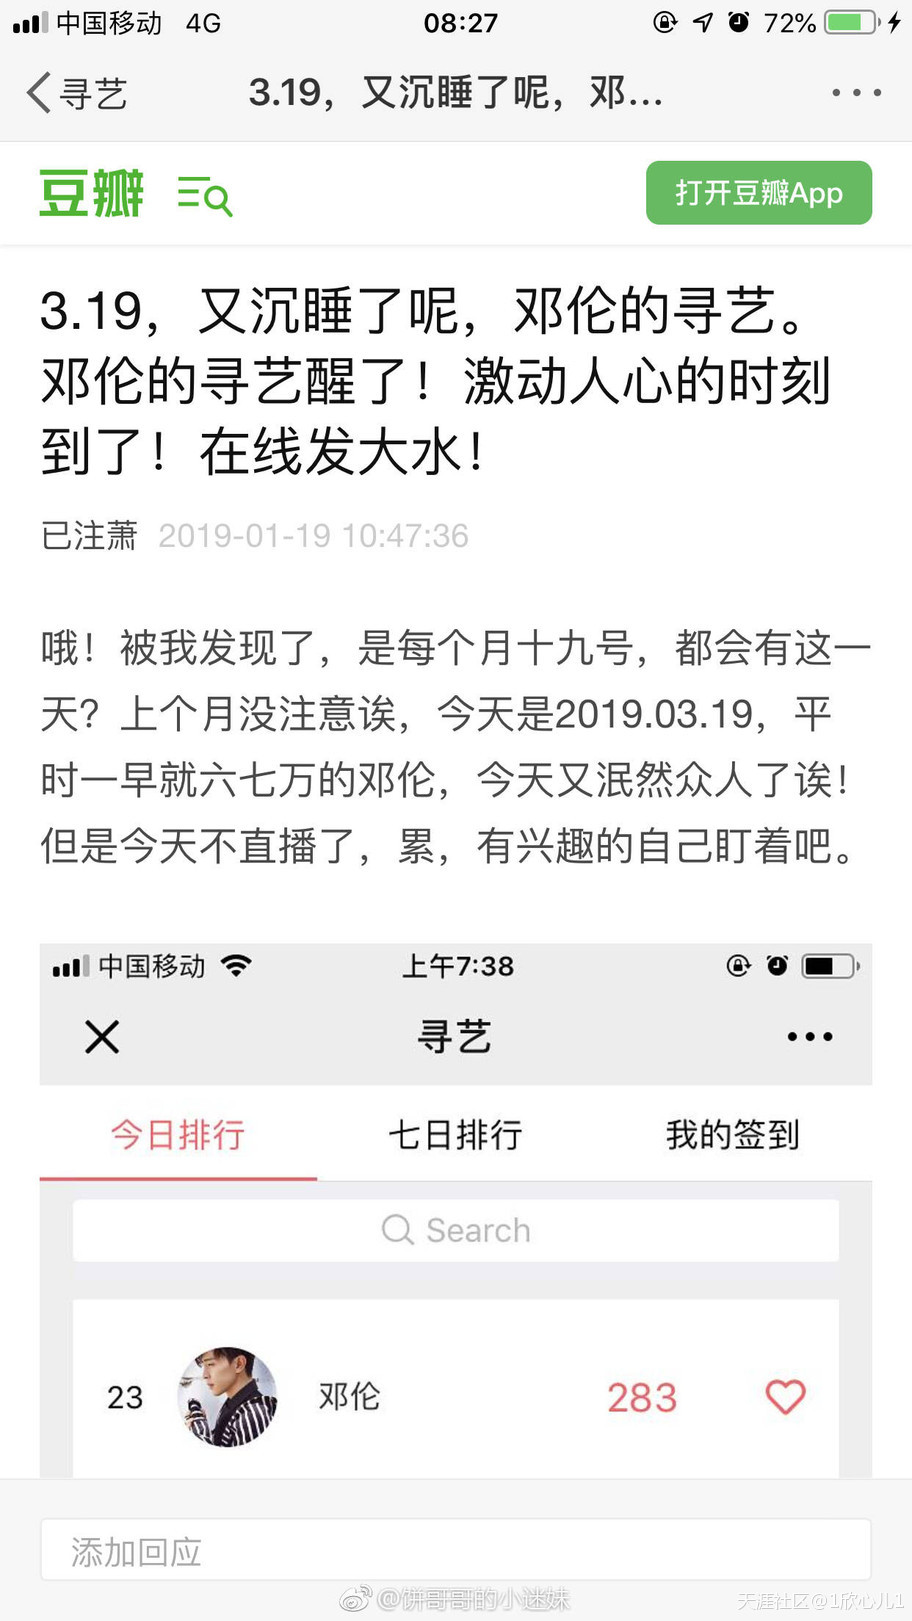 中国移动 4G 08:27 72%
寻艺 3.19，又沉睡了呢，邓...
豆瓣 打开豆瓣App
3.19，又沉睡了呢，邓伦的寻艺。
邓伦的寻艺醒了！激动人心的时刻
到了！在线发大水！
已注萧 2019-01-19 10:47:36
哦！被我发现了，是每个月十九号，都会有这一
天？上个月没注意诶，今天是2019.03.19，平
时一早就六七万的邓伦，今天又泯然众人了诶！
但是今天不直播了，累，有兴趣的自己盯着吧。
中国移动 上午7:38
寻艺
今日排行 七日排行 我的签到
Search
23 邓伦 283
添加回应
@饼哥哥的小迷妹
天涯社区@1欣心儿1